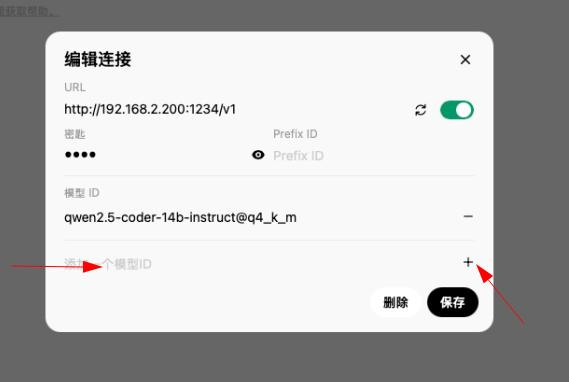 获取帮助。
编辑连接
URL
http://192.168.2.200:1234/v1
密匙
Prefix ID
••••
Prefix ID
模型 ID
qwen2.5-coder-14b-instruct@q4_k_m
添加一个模型ID
删除
保存